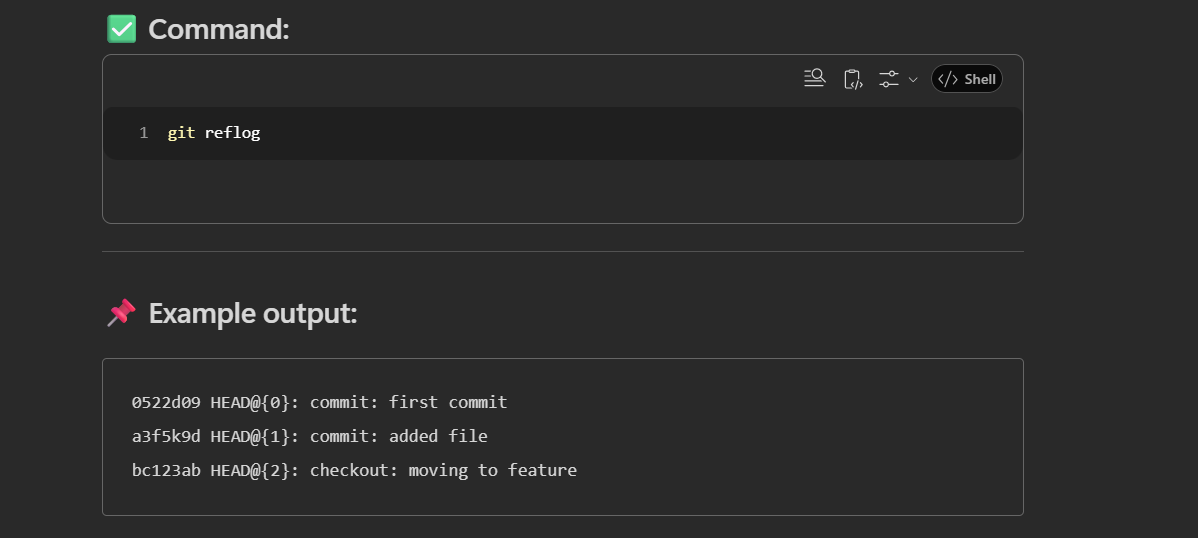 ✅ Command:
</> Shell
1 git reflog
📌 Example output:
0522d09 HEAD@{0}: commit: first commit
a3f5k9d HEAD@{1}: commit: added file
bc123ab HEAD@{2}: checkout: moving to feature